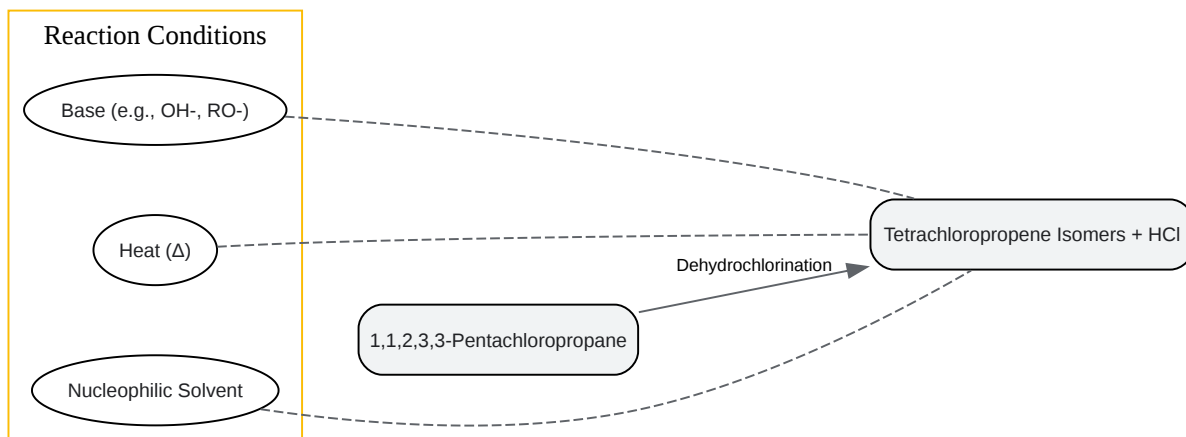 Reaction Conditions
Base (e.g., OH-, RO-)
Heat (Δ)
Nucleophilic Solvent
Dehydrochlorination
1,1,2,3,3-Pentachloropropane
Tetrachloropropene Isomers + HCl